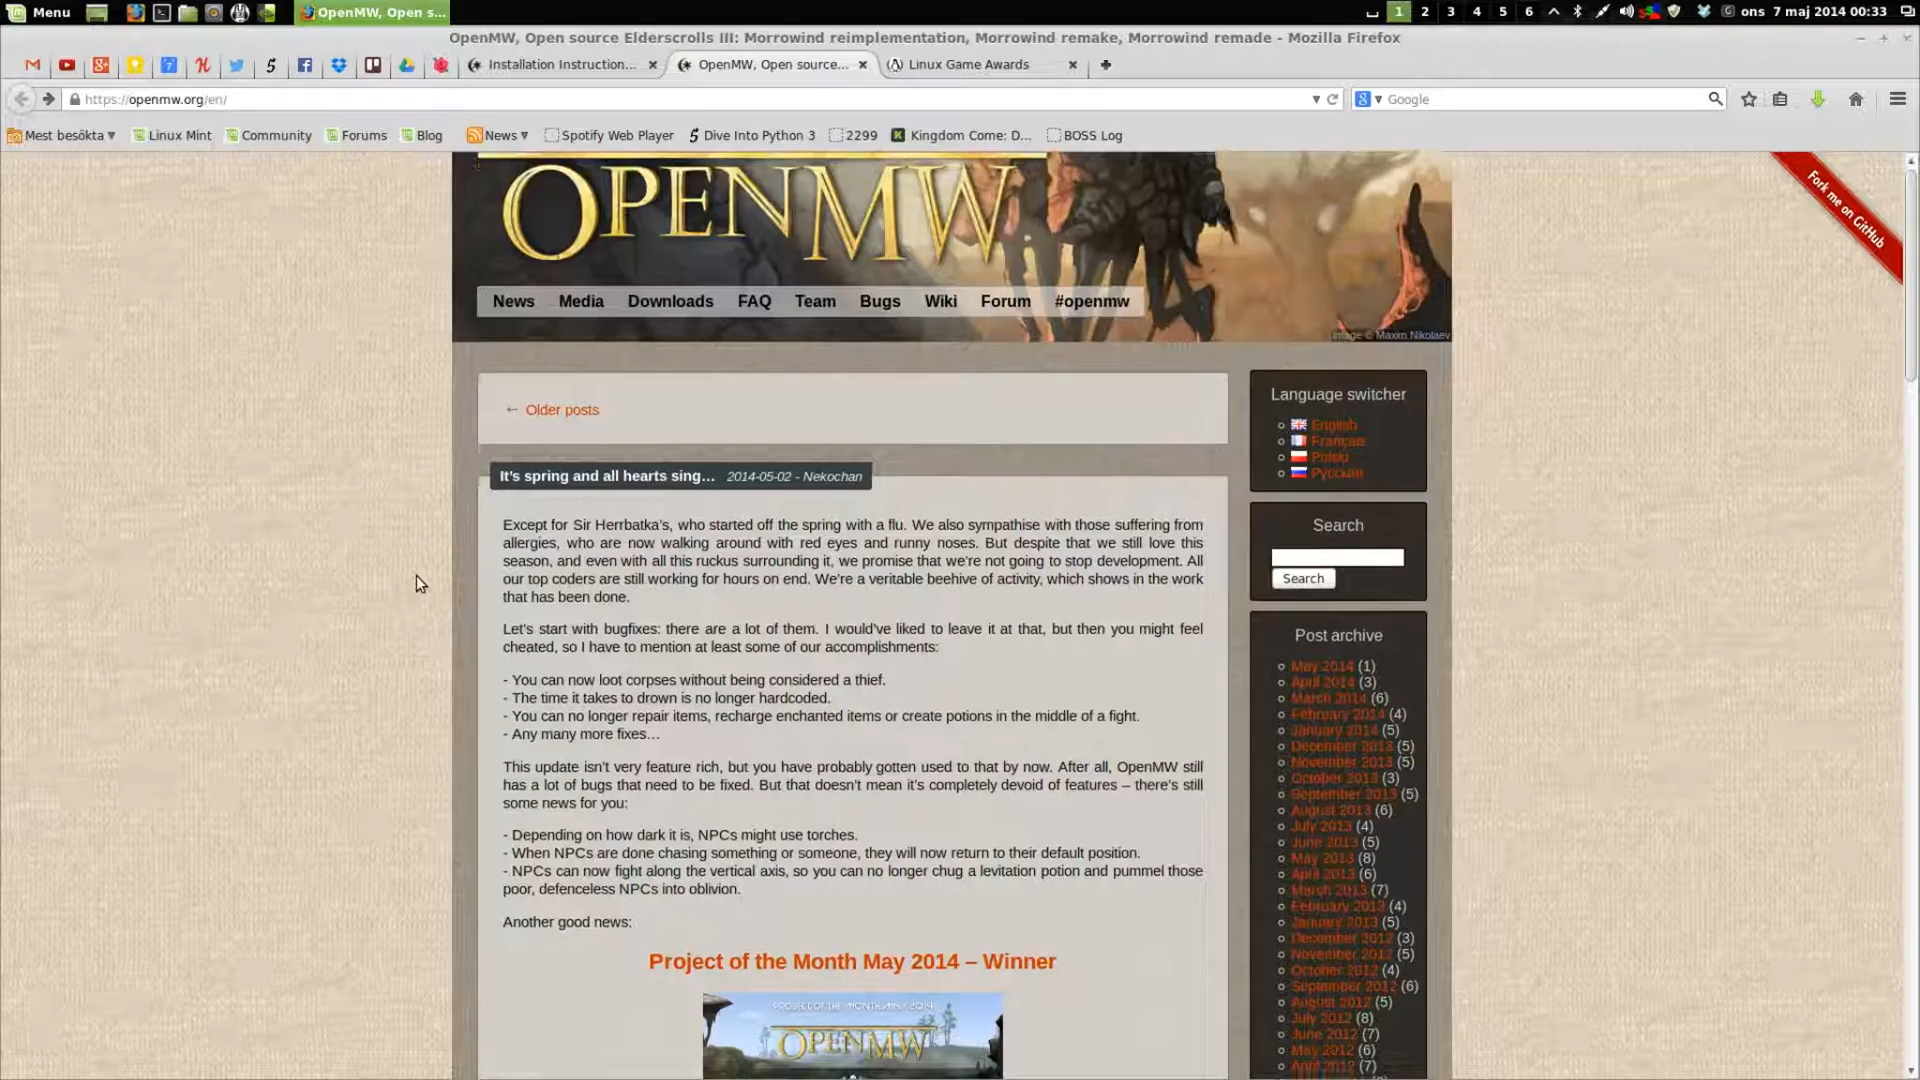 Menu
OpenMW, Open s...
1 2 3 4 5 6
ons 7 maj 2014 00:33
OpenMW, Open source Elderscrolls III: Morrowind reimplementation, Morrowind remake, Morrowind remade - Mozilla Firefox
Installation Instruction...
OpenMW, Open source...
Linux Game Awards
https://openmw.org/en/
Google
Mest besökta
Linux Mint
Community
Forums
Blog
News
Spotify Web Player
5 Dive Into Python 3
2299
Kingdom Come: D...
BOSS Log
OPENMW
Fork me on GitHub
News Media Downloads FAQ Team Bugs Wiki Forum #openmw
Image © Maxim Nikolaev
← Older posts
It's spring and all hearts sing... 2014-05-02 - Nekochan
Except for Sir Herrbatka's, who started off the spring with a flu. We also sympathise with those suffering from
allergies, who are now walking around with red eyes and runny noses. But despite that we still love this
season, and even with all this ruckus surrounding it, we promise that we're not going to stop development. All
our top coders are still working for hours on end. We're a veritable beehive of activity, which shows in the work
that has been done.
Let's start with bugfixes: there are a lot of them. I would've liked to leave it at that, but then you might feel
cheated, so I have to mention at least some of our accomplishments:
- You can now loot corpses without being considered a thief.
- The time it takes to drown is no longer hardcoded.
- You can no longer repair items, recharge enchanted items or create potions in the middle of a fight.
- Any many more fixes...
This update isn't very feature rich, but you have probably gotten used to that by now. After all, OpenMW still
has a lot of bugs that need to be fixed. But that doesn't mean it's completely devoid of features – there's still
some news for you:
- Depending on how dark it is, NPCs might use torches.
- When NPCs are done chasing something or someone, they will now return to their default position.
- NPCs can now fight along the vertical axis, so you can no longer chug a levitation potion and pummel those
poor, defenceless NPCs into oblivion.
Another good news:
Project of the Month May 2014 – Winner
PROJECT OF THE MONTH MAY 2014
OPENMW
Language switcher
English
Français
Polski
Русский
Search
Search
Post archive
May 2014 (1)
April 2014 (3)
March 2014 (6)
February 2014 (4)
January 2014 (5)
December 2013 (5)
November 2013 (5)
October 2013 (3)
September 2013 (5)
August 2013 (6)
July 2013 (4)
June 2013 (5)
May 2013 (8)
April 2013 (6)
March 2013 (7)
February 2013 (4)
January 2013 (5)
December 2012 (3)
November 2012 (5)
October 2012 (4)
September 2012 (6)
August 2012 (5)
July 2012 (8)
June 2012 (7)
May 2012 (6)
April 2012 (7)